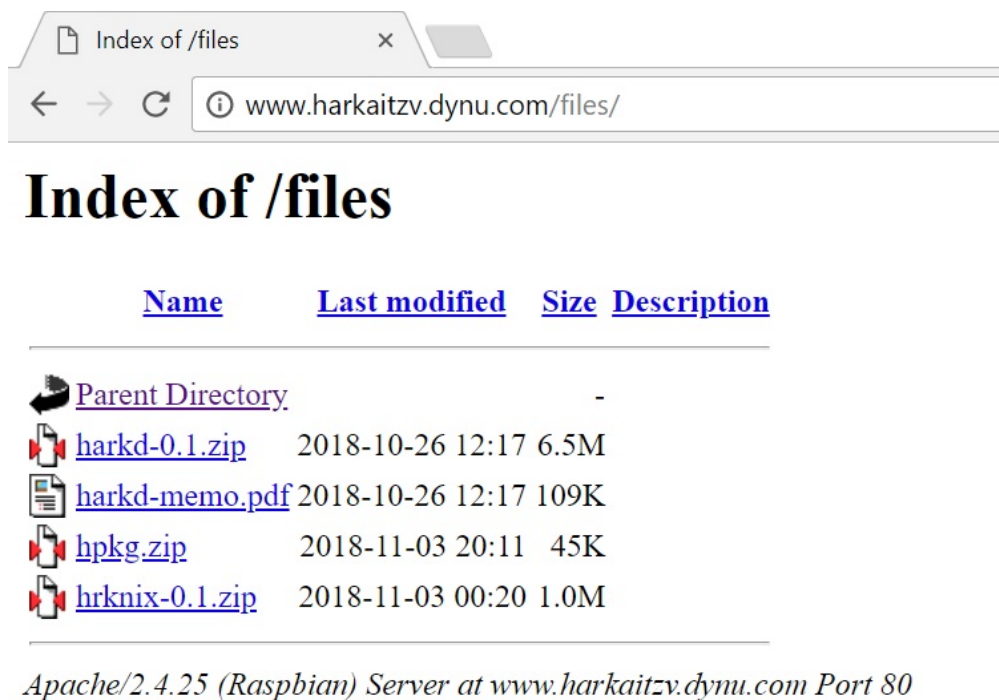 Index of /files
www.harkaitzv.dynu.com/files/
Index of /files
Name Last modified Size Description
Parent Directory -
harkd-0.1.zip 2018-10-26 12:17 6.5M
harkd-memo.pdf 2018-10-26 12:17 109K
hpkg.zip 2018-11-03 20:11 45K
hrknix-0.1.zip 2018-11-03 00:20 1.0M
Apache/2.4.25 (Raspbian) Server at www.harkaitzv.dynu.com Port 80